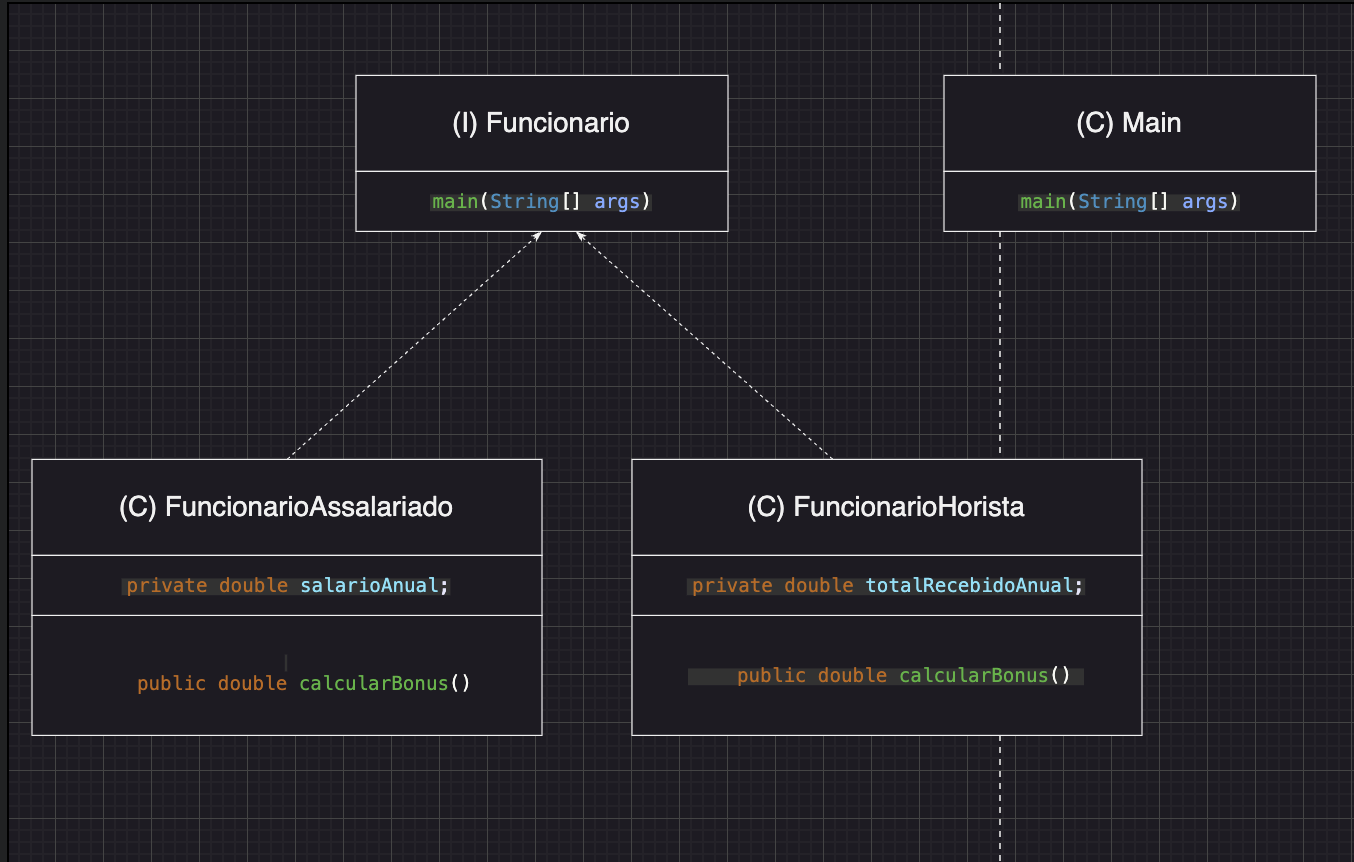 (I) Funcionario
main(String[] args)
(C) Main
main(String[] args)
(C) FuncionarioAssalariado
private double salarioAnual;
public double calcularBonus()
(C) FuncionarioHorista
private double totalRecebidoAnual;
public double calcularBonus()